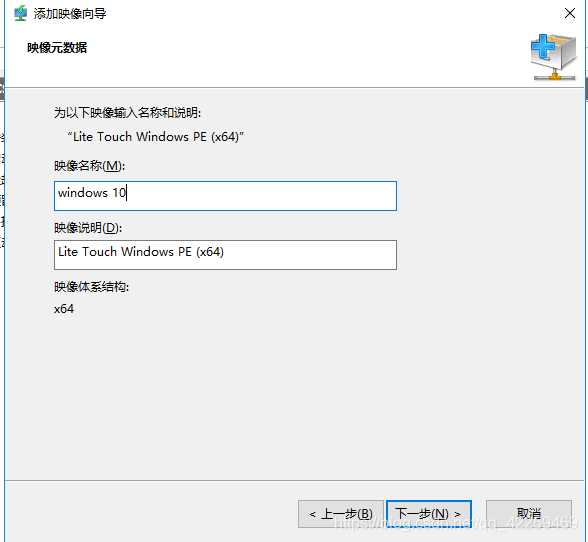 添加映像向导
映像元数据
为以下映像输入名称和说明:
“Lite Touch Windows PE (x64)”
映像名称(M):
windows 10
映像说明(D):
Lite Touch Windows PE (x64)
映像体系结构:
x64
< 上一步(B)
下一步(N) >
取消
https://blog.csdn.net/qq_42259469